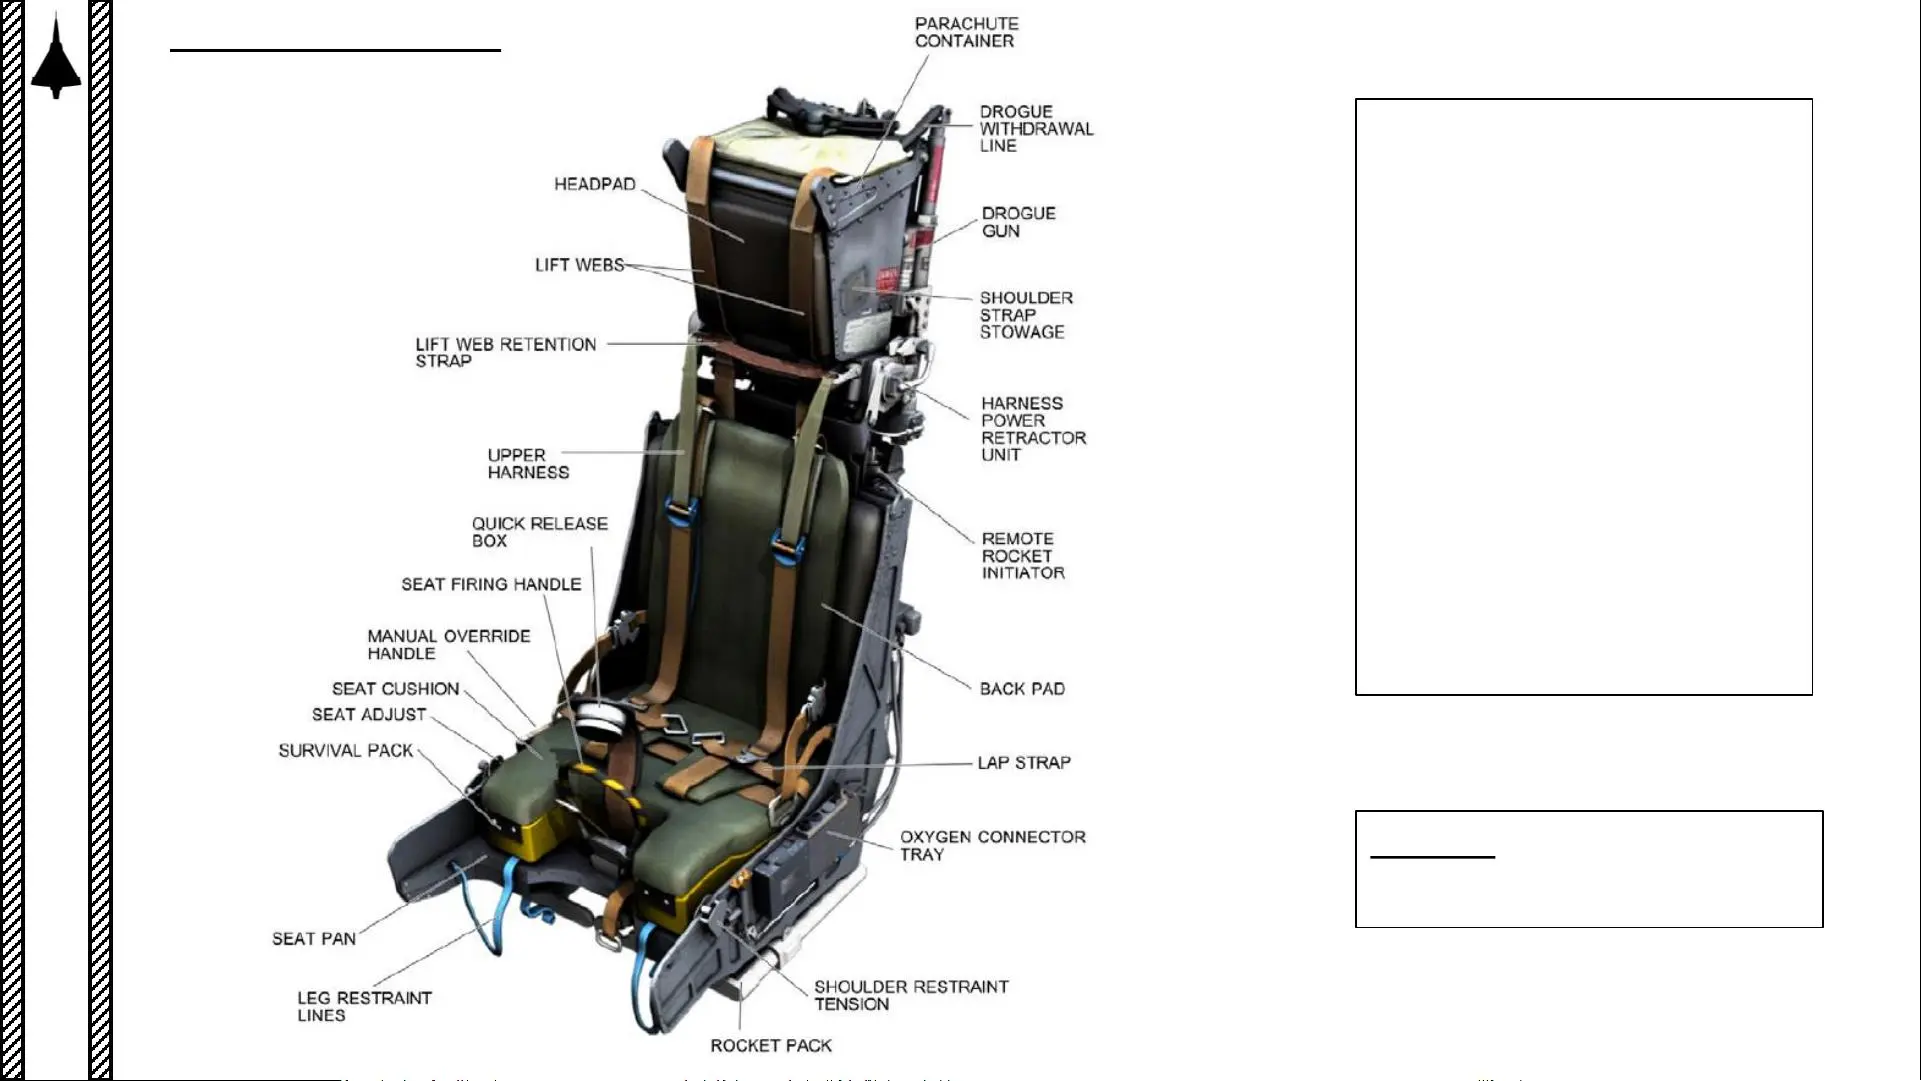 PARACHUTE
CONTAINER
DROGUE
WITHDRAWAL
LINE
HEADPAD
DROGUE
GUN
LIFT WEBS
SHOULDER
STRAP
STOWAGE
LIFT WEB RETENTION
STRAP
HARNESS
POWER
RETRACTOR
UNIT
UPPER
HARNESS
QUICK RELEASE
BOX
REMOTE
ROCKET
INITIATOR
SEAT FIRING HANDLE
MANUAL OVERRIDE
HANDLE
SEAT CUSHION
BACK PAD
SEAT ADJUST
SURVIVAL PACK
LAP STRAP
OXYGEN CONNECTOR
TRAY
SEAT PAN
LEG RESTRAINT
LINES
SHOULDER RESTRAINT
TENSION
ROCKET PACK